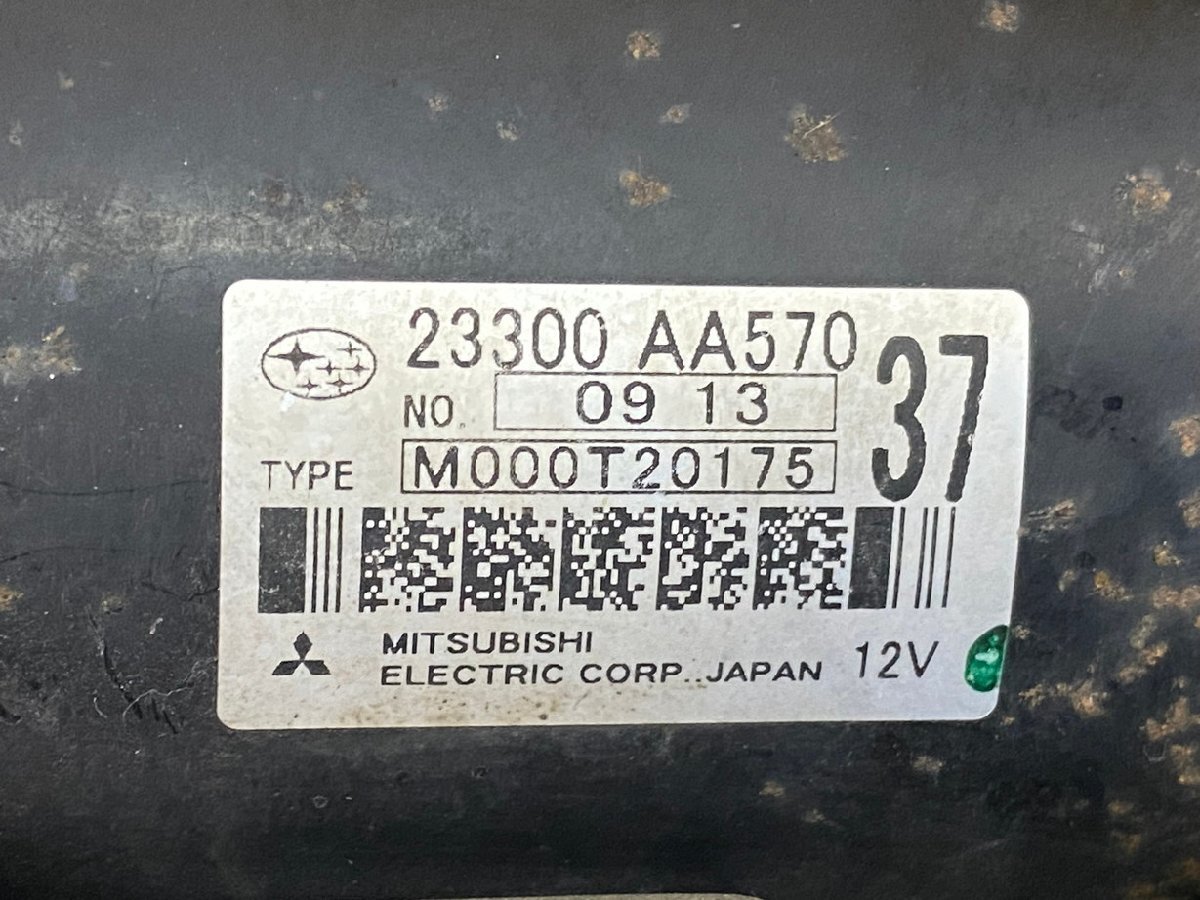 23300 AA570
37
NO. 09 13
TYPE M000T20175
MITSUBISHI
ELECTRIC CORP., JAPAN 12V